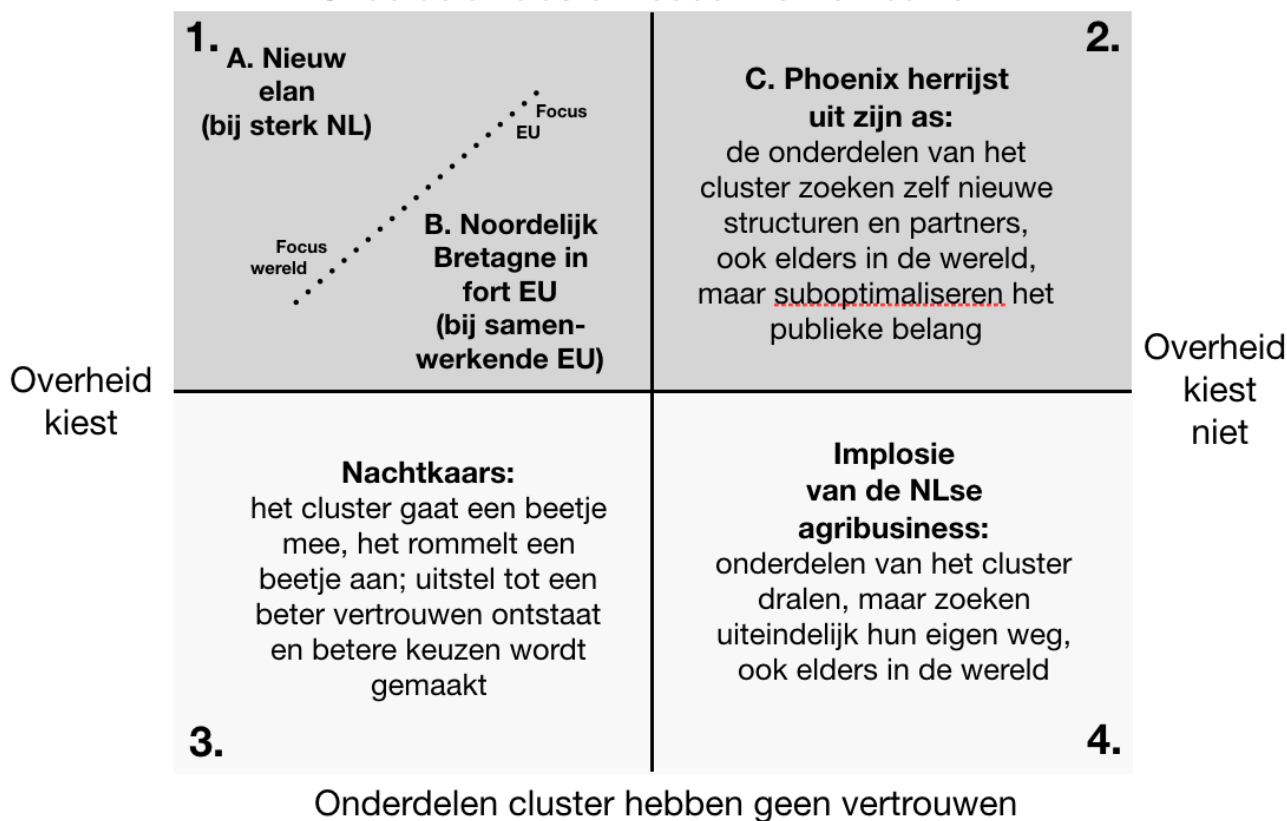 1.
A. Nieuw
elan
(bij sterk NL)
Focus
EU
Focus
wereld
B. Noordelijk
Bretagne in
fort EU
(bij samen-
werkende EU)
2.
C. Phoenix herrijst
uit zijn as:
de onderdelen van het
cluster zoeken zelf nieuwe
structuren en partners,
ook elders in de wereld,
maar suboptimaliseren het
publieke belang
Overheid
kiest
Overheid
kiest
niet
Nachtkaars:
het cluster gaat een beetje
mee, het rommelt een
beetje aan; uitstel tot een
beter vertrouwen ontstaat
en betere keuzen wordt
gemaakt
3.
Implosie
van de NLse
agribusiness:
onderdelen van het cluster
dralen, maar zoeken
uiteindelijk hun eigen weg,
ook elders in de wereld
4.
Onderdelen cluster hebben geen vertrouwen